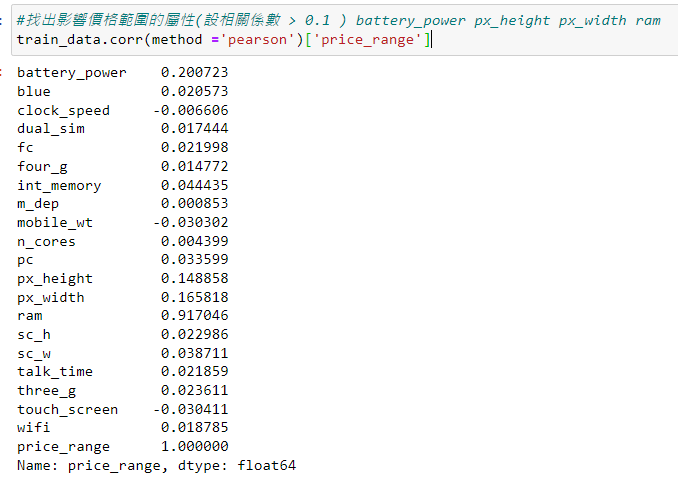 #找出影響價格範圍的屬性(設相關係數 > 0.1 ) battery_power px_height px_width ram
train_data.corr(method ='pearson')['price_range']
battery_power    0.200723
blue             0.020573
clock_speed     -0.006606
dual_sim         0.017444
fc               0.021998
four_g           0.014772
int_memory       0.044435
m_dep            0.000853
mobile_wt       -0.030302
n_cores          0.004399
pc               0.033599
px_height        0.148858
px_width         0.165818
ram              0.917046
sc_h             0.022986
sc_w             0.038711
talk_time        0.021859
three_g          0.023611
touch_screen    -0.030411
wifi             0.018785
price_range      1.000000
Name: price_range, dtype: float64